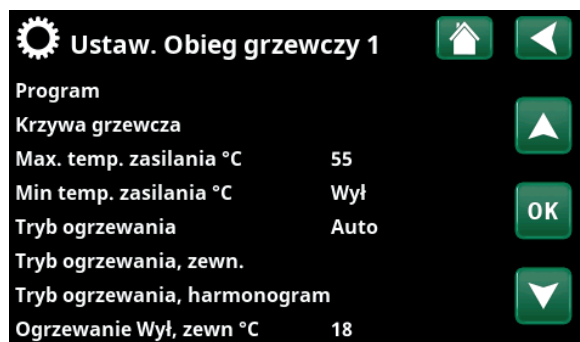 Ustaw. Obieg grzewczy 1
Program
Krzywa grzewcza
Max. temp. zasilania °C 55
Min temp. zasilania °C Wył
Tryb ogrzewania Auto
OK
Tryb ogrzewania, zewn.
Tryb ogrzewania, harmonogram
Ogrzewanie Wył, zewn °C 18